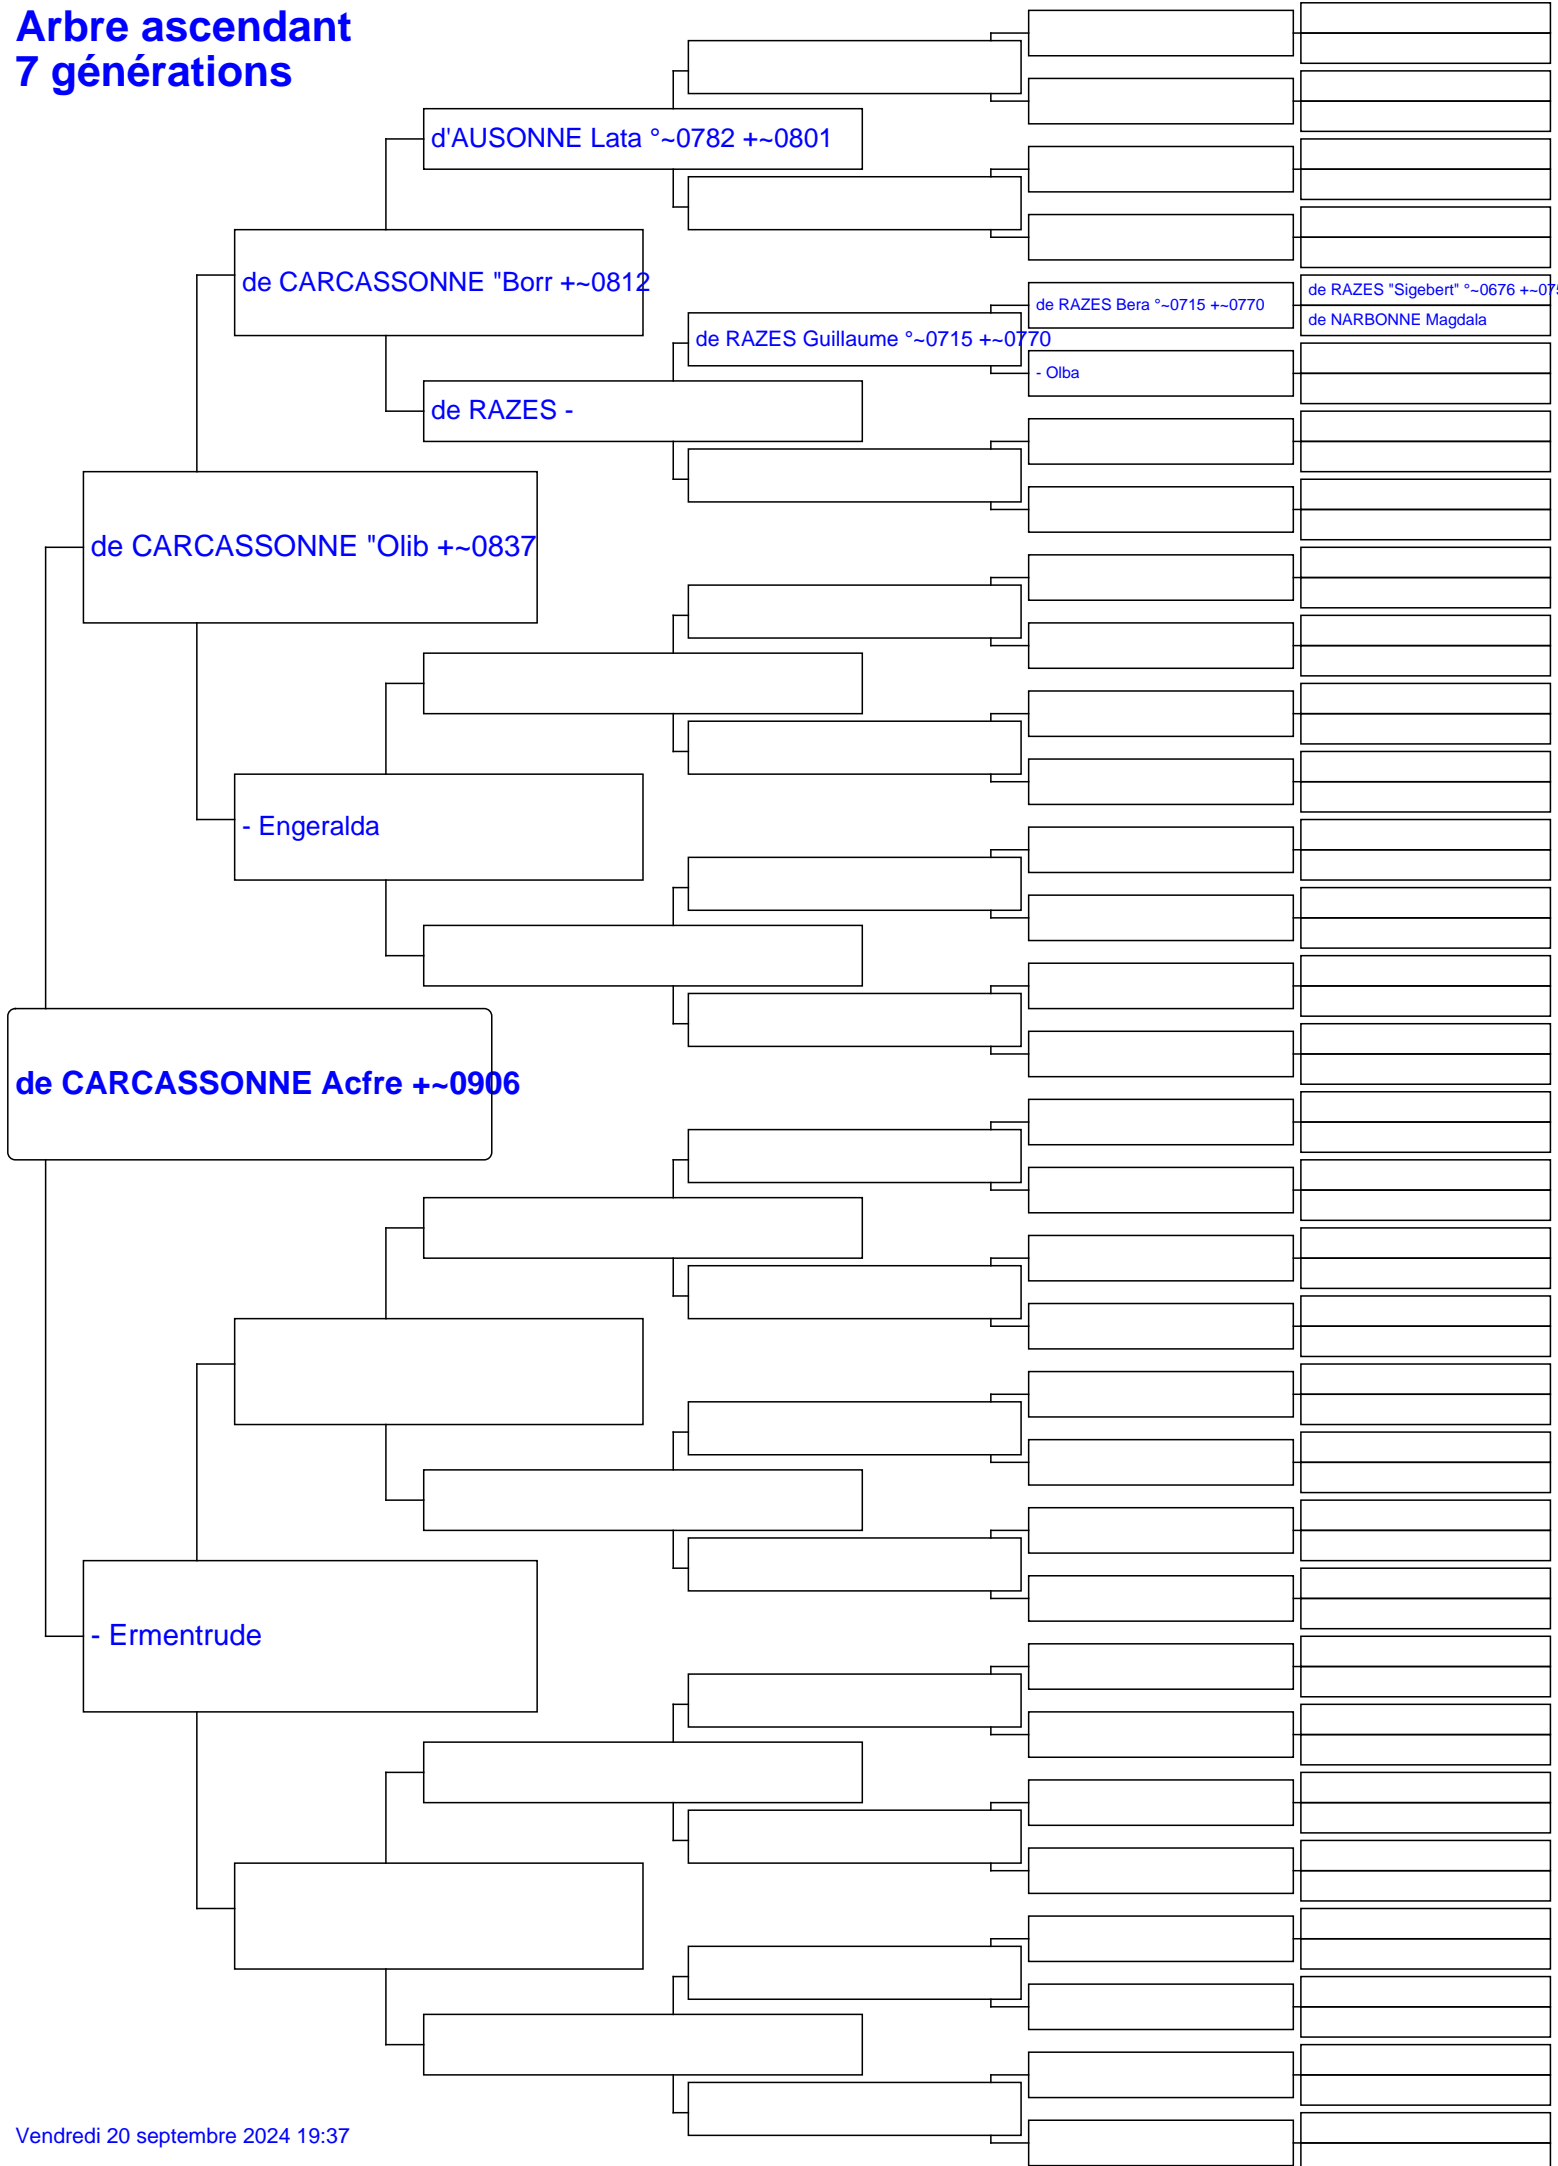 Arbre ascendant
7 générations
d'AUSONNE Lata °~0782 +~0801
de CARCASSONNE "Borr +~0812
de RAZES "Sigebert" °~0676 +~075
de RAZES Bera °~0715 +~0770
de NARBONNE Magdala
de RAZES Guillaume °~0715 +~0770
- Olba
de RAZES -
de CARCASSONNE "Olib +~0837
- Engeralda
de CARCASSONNE Acfre +~0906
- Ermentrude
Vendredi 20 septembre 2024 19:37